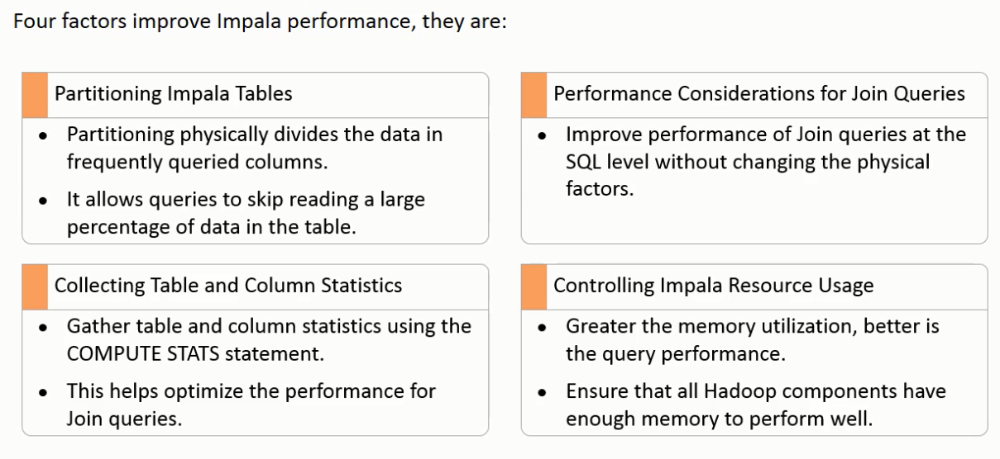 Four factors improve Impala performance, they are:
Partitioning Impala Tables
• Partitioning physically divides the data in
frequently queried columns.
• It allows queries to skip reading a large
percentage of data in the table.
Performance Considerations for Join Queries
• Improve performance of Join queries at the
SQL level without changing the physical
factors.
Collecting Table and Column Statistics
• Gather table and column statistics using the
COMPUTE STATS statement.
• This helps optimize the performance for
Join queries.
Controlling Impala Resource Usage
• Greater the memory utilization, better is
the query performance.
• Ensure that all Hadoop components have
enough memory to perform well.